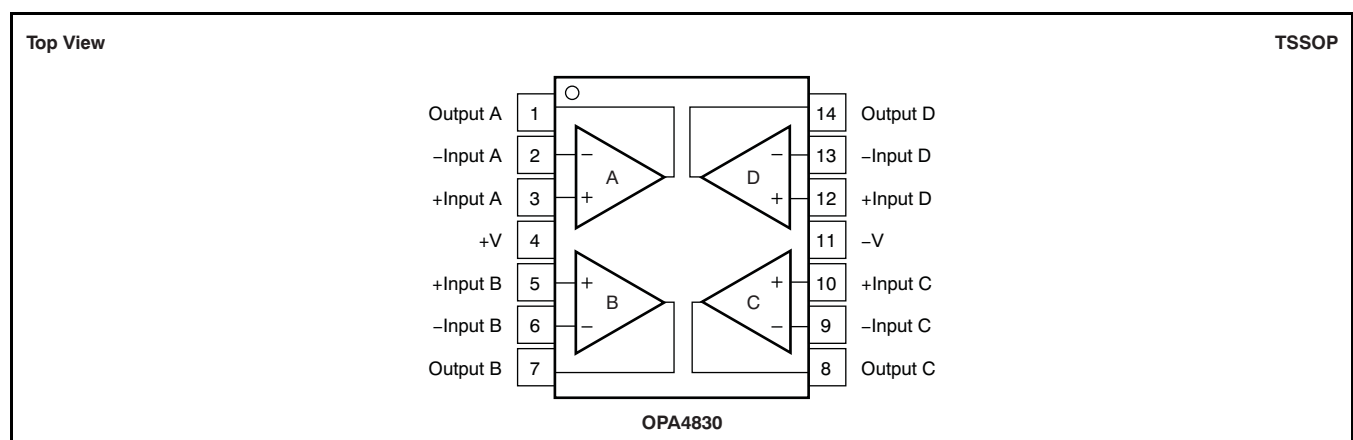 Top View TSSOP
Output A 1 14 Output D
−Input A 2 − − 13 −Input D
A D
+Input A 3 + + 12 +Input D
+V 4 11 −V
+Input B 5 + + 10 +Input C
B C
−Input B 6 − − 9 −Input C
Output B 7 8 Output C
OPA4830